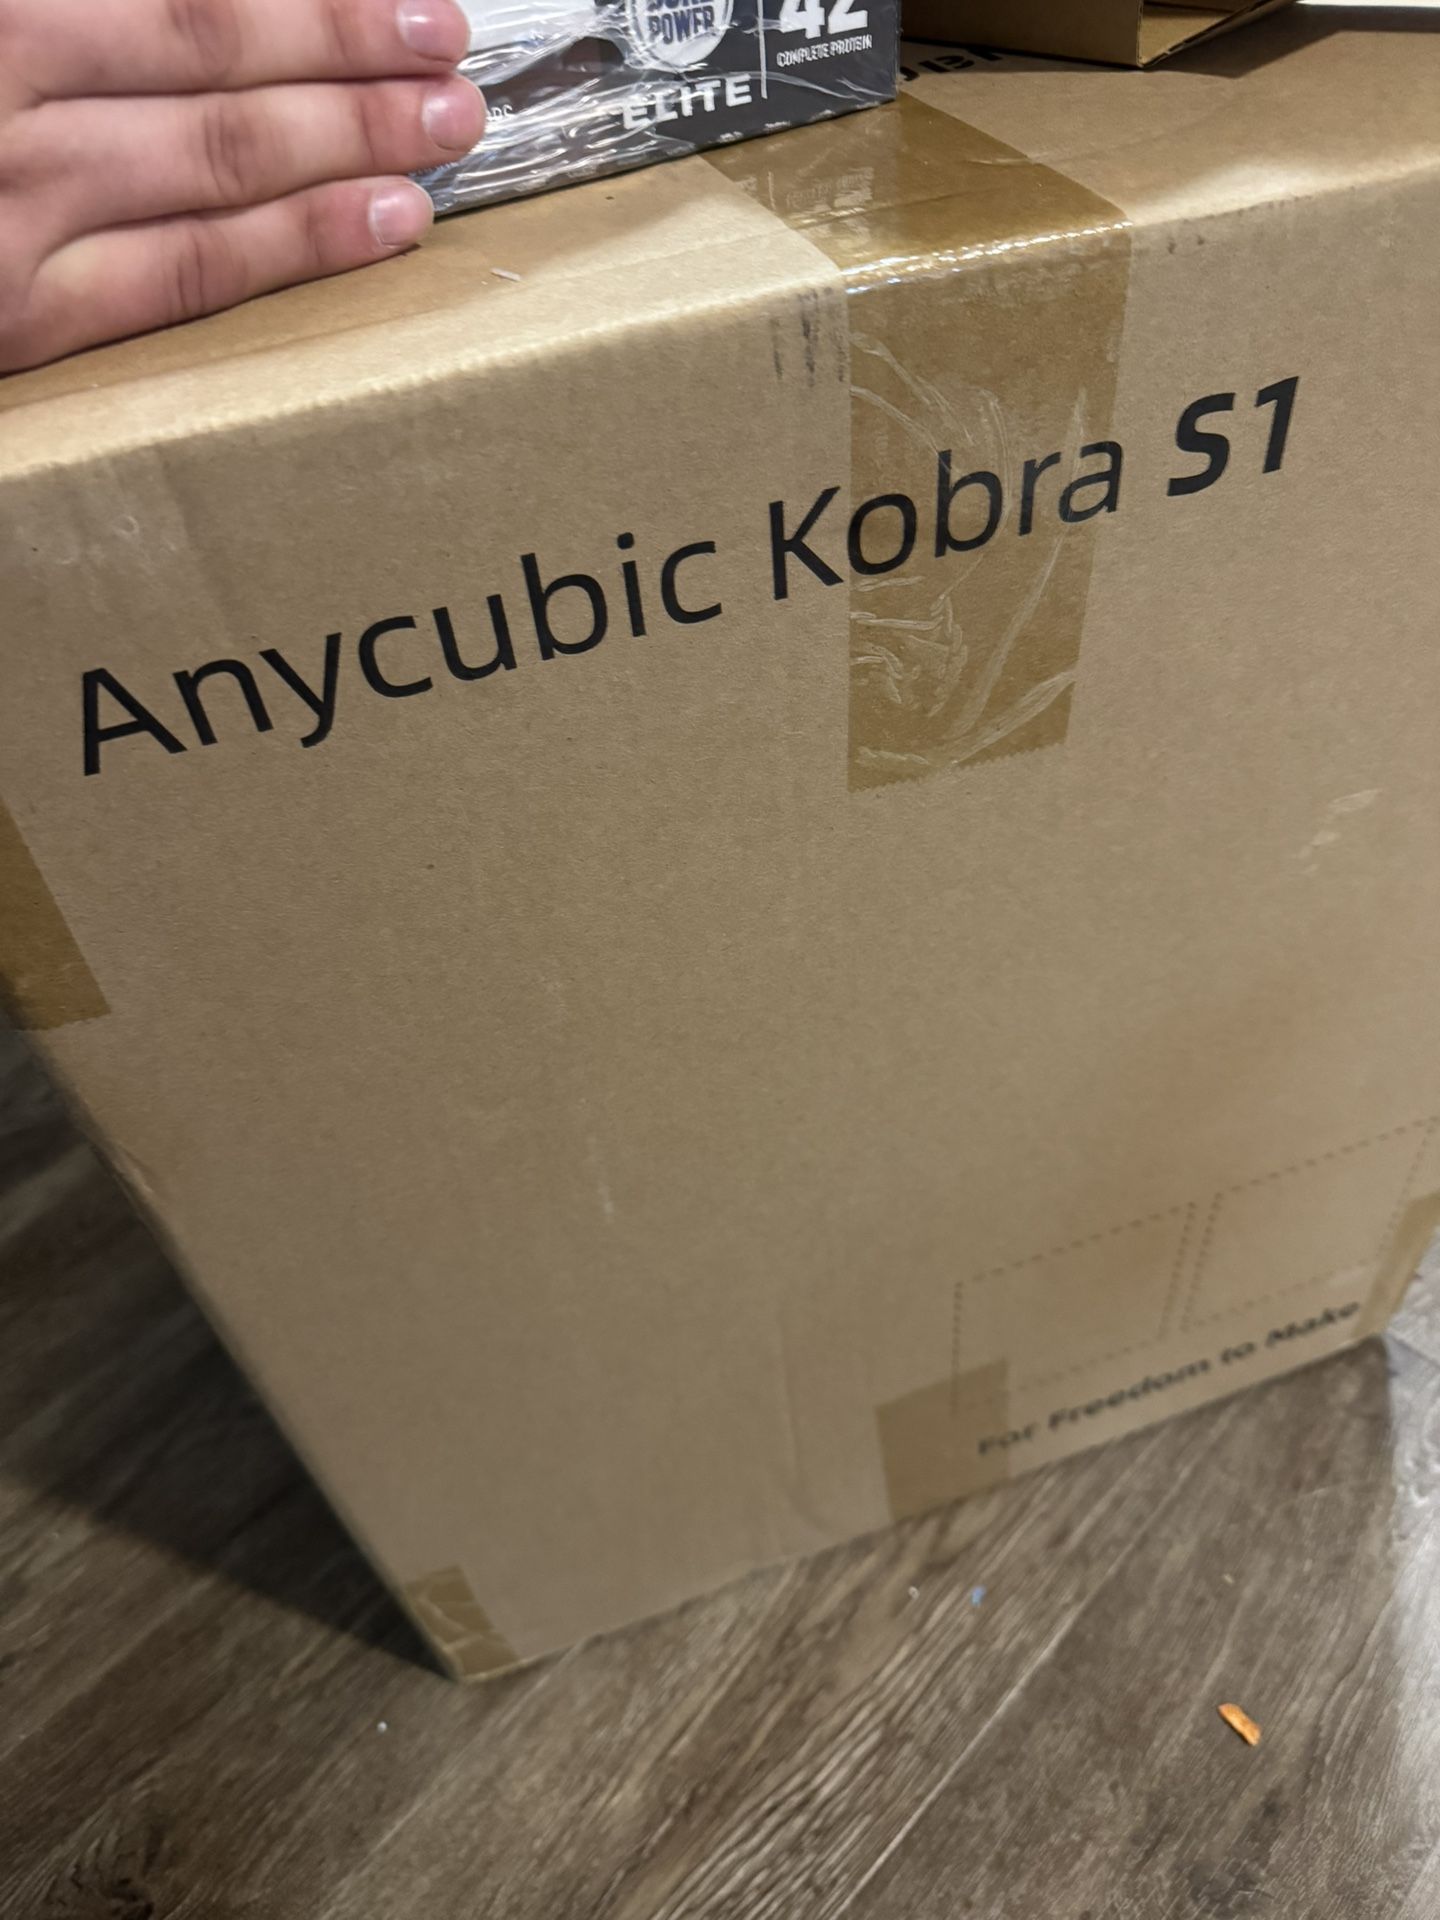 POWER
42
COMPLETE PROTEIN
ELITE
Anycubic Kobra S1
For Freedom to Make